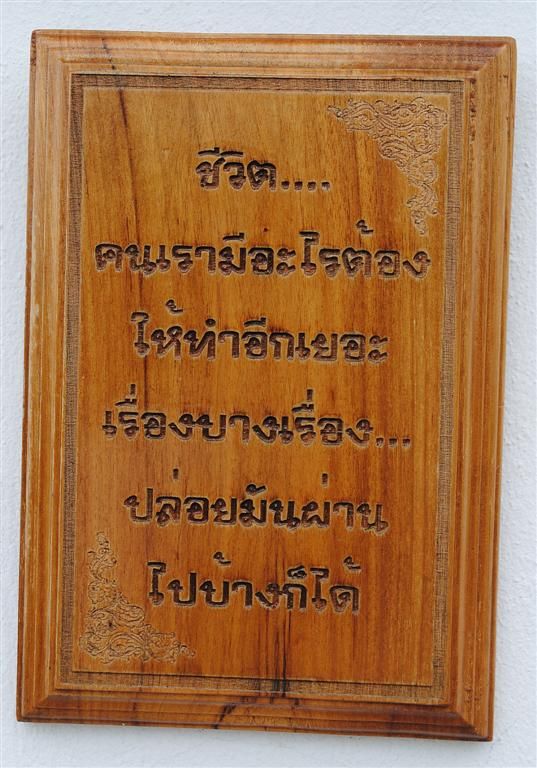 ชีวิต....
คนเรามีอะไรต้อง
ให้ทำอีกเยอะ
เรื่องบางเรื่อง...
ปล่อยมันผ่าน
ไปบ้างก็ได้